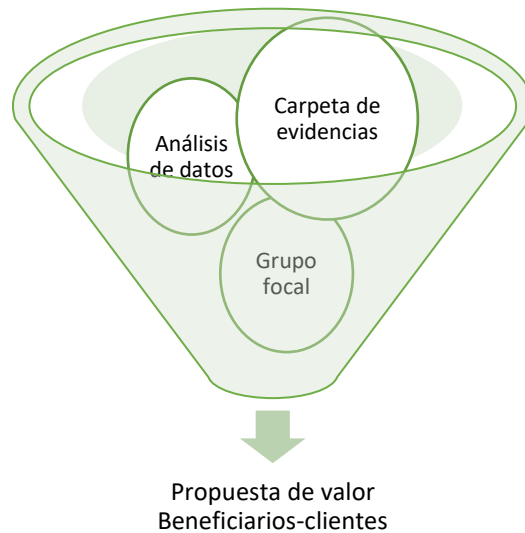 Carpeta de
evidencias
Análisis
de datos
Grupo
focal
Propuesta de valor
Beneficiarios-clientes